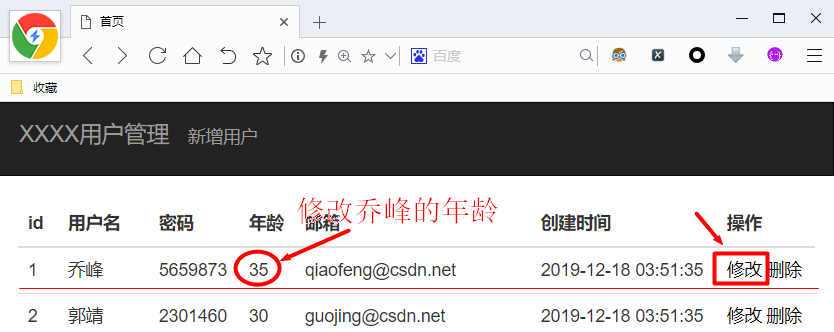 首页
百度
收藏
XXXX用户管理 新增用户
修改乔峰的年龄
id 用户名 密码 年龄 邮箱 创建时间 操作
1 乔峰 5659873 35 qiaofeng@csdn.net 2019-12-18 03:51:35 修改 删除
2 郭靖 2301460 30 guojing@csdn.net 2019-12-18 03:51:35 修改 删除